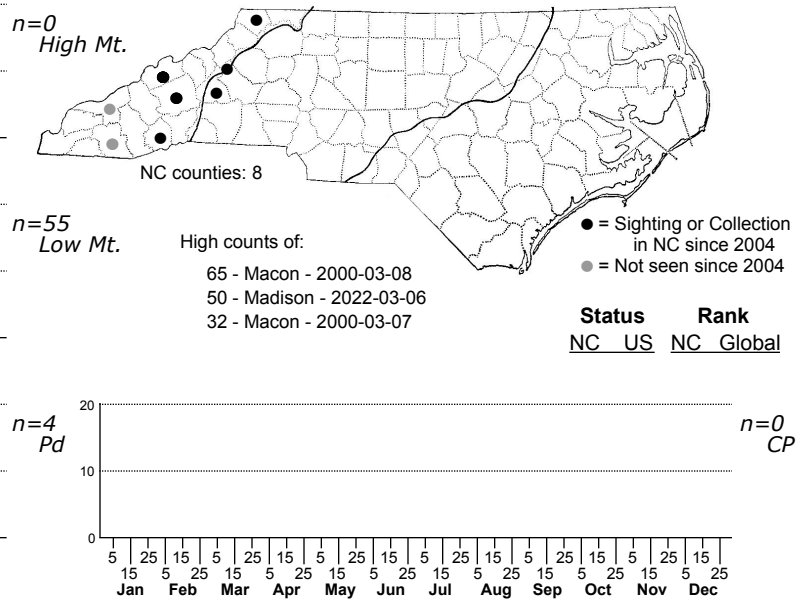 n=0
High Mt.
NC counties: 8
n=55
Low Mt.
High counts of:
65 - Macon - 2000-03-08
50 - Madison - 2022-03-06
32 - Macon - 2000-03-07
= Sighting or Collection
in NC since 2004
= Not seen since 2004
Status Rank
NC US NC Global
n=4
Pd
n=0
CP
20
10
0
5 25 15 5 25 15 5 25 15 5 25 15 5 25 15 5 25 15
15 5 25 15 5 25 15 5 25 15 5 25 15 5 25 15 5 25
Jan Feb Mar Apr May Jun Jul Aug Sep Oct Nov Dec